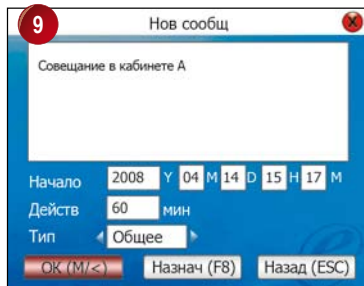 9
Нов сообщ
Совещание в кабинете А
Начало 2008 Y 04 M 14 D 15 H 17 M
Действ 60 мин
Тип Общее
ОК (M/<) Назнач (F8) Назад (ESC)